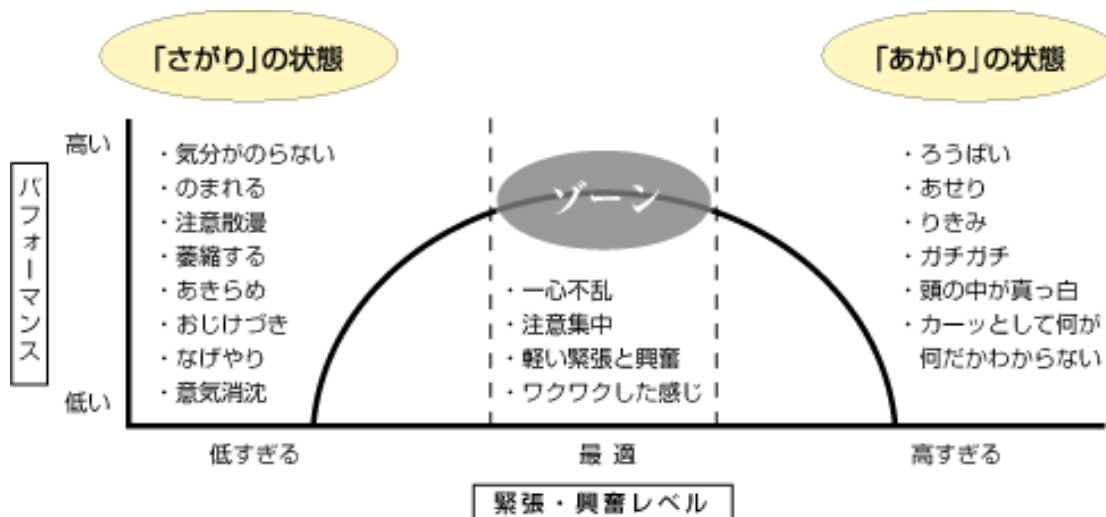 「さがり」の状態
「あがり」の状態
高い
パフォーマンス
低い
・気分がのらない
・のまれる
・注意散漫
・萎縮する
・あきらめ
・おじけづき
・なげやり
・意気消沈
ゾーン
・一心不乱
・注意集中
・軽い緊張と興奮
・ワクワクした感じ
・ろうばい
・あせり
・りきみ
・ガチガチ
・頭の中が真っ白
・カーッとして何が
何だかわからない
低すぎる
最適
高すぎる
緊張・興奮レベル